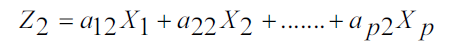 Z₂ = a₁₂X₁ + a₂₂X₂ + ....... + aₚ₂Xₚ